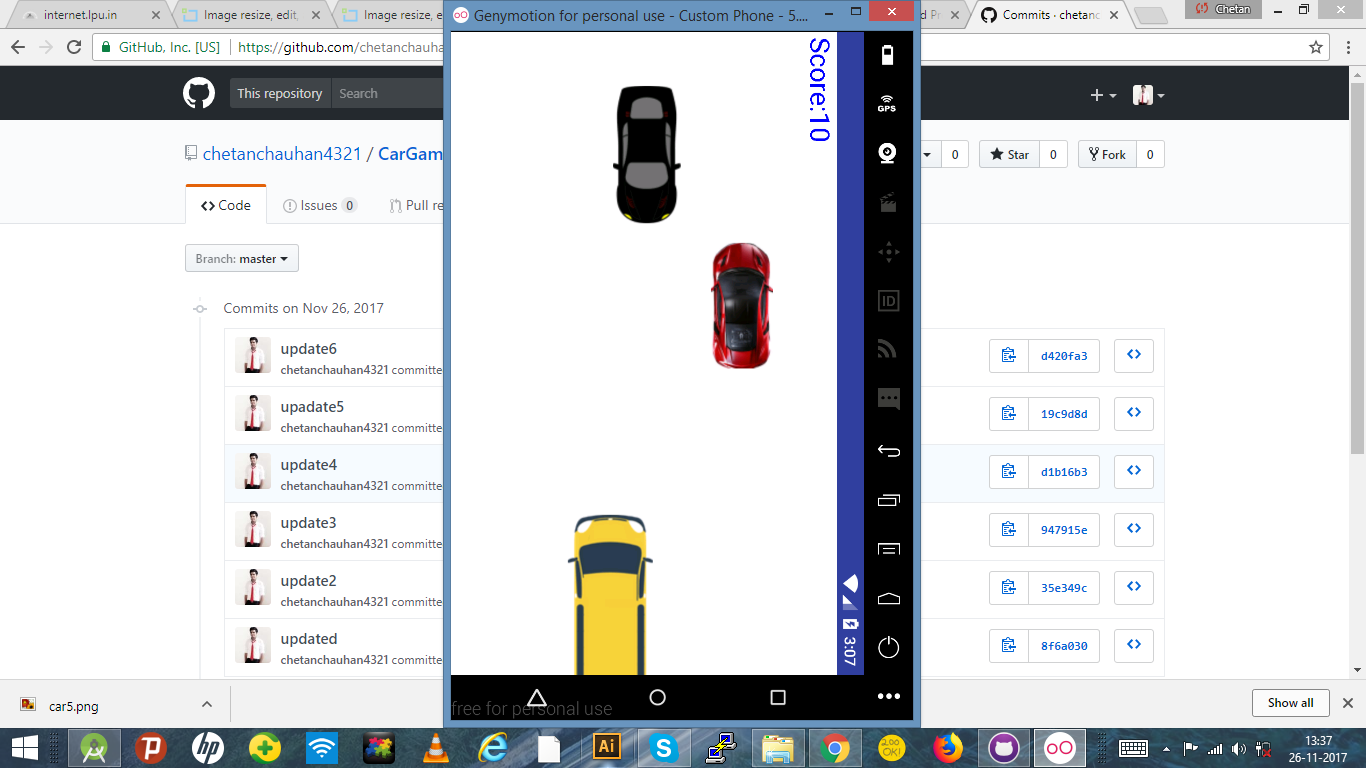 internet.lpu.in
Image resize, edit,
Image resize, e
Genymotion for personal use - Custom Phone - 5....
d Pr
Commits · chetanc
Chetan
GitHub, Inc. [US]
https://github.com/chetanchauha
This repository
Search
chetanchauhan4321 / CarGam
0
Star
0
Fork
0
Code
Issues 0
Pull re
Branch: master
Commits on Nov 26, 2017
update6
chetanchauhan4321 committe
d420fa3
upadate5
chetanchauhan4321 committe
19c9d8d
update4
chetanchauhan4321 committe
d1b16b3
update3
chetanchauhan4321 committe
947915e
update2
chetanchauhan4321 committe
35e349c
updated
chetanchauhan4321 committe
8f6a030
Score:10
3:07
GPS
ID
free for personal use
car5.png
Show all
hp
Ai
200 OK!
13:37
26-11-2017